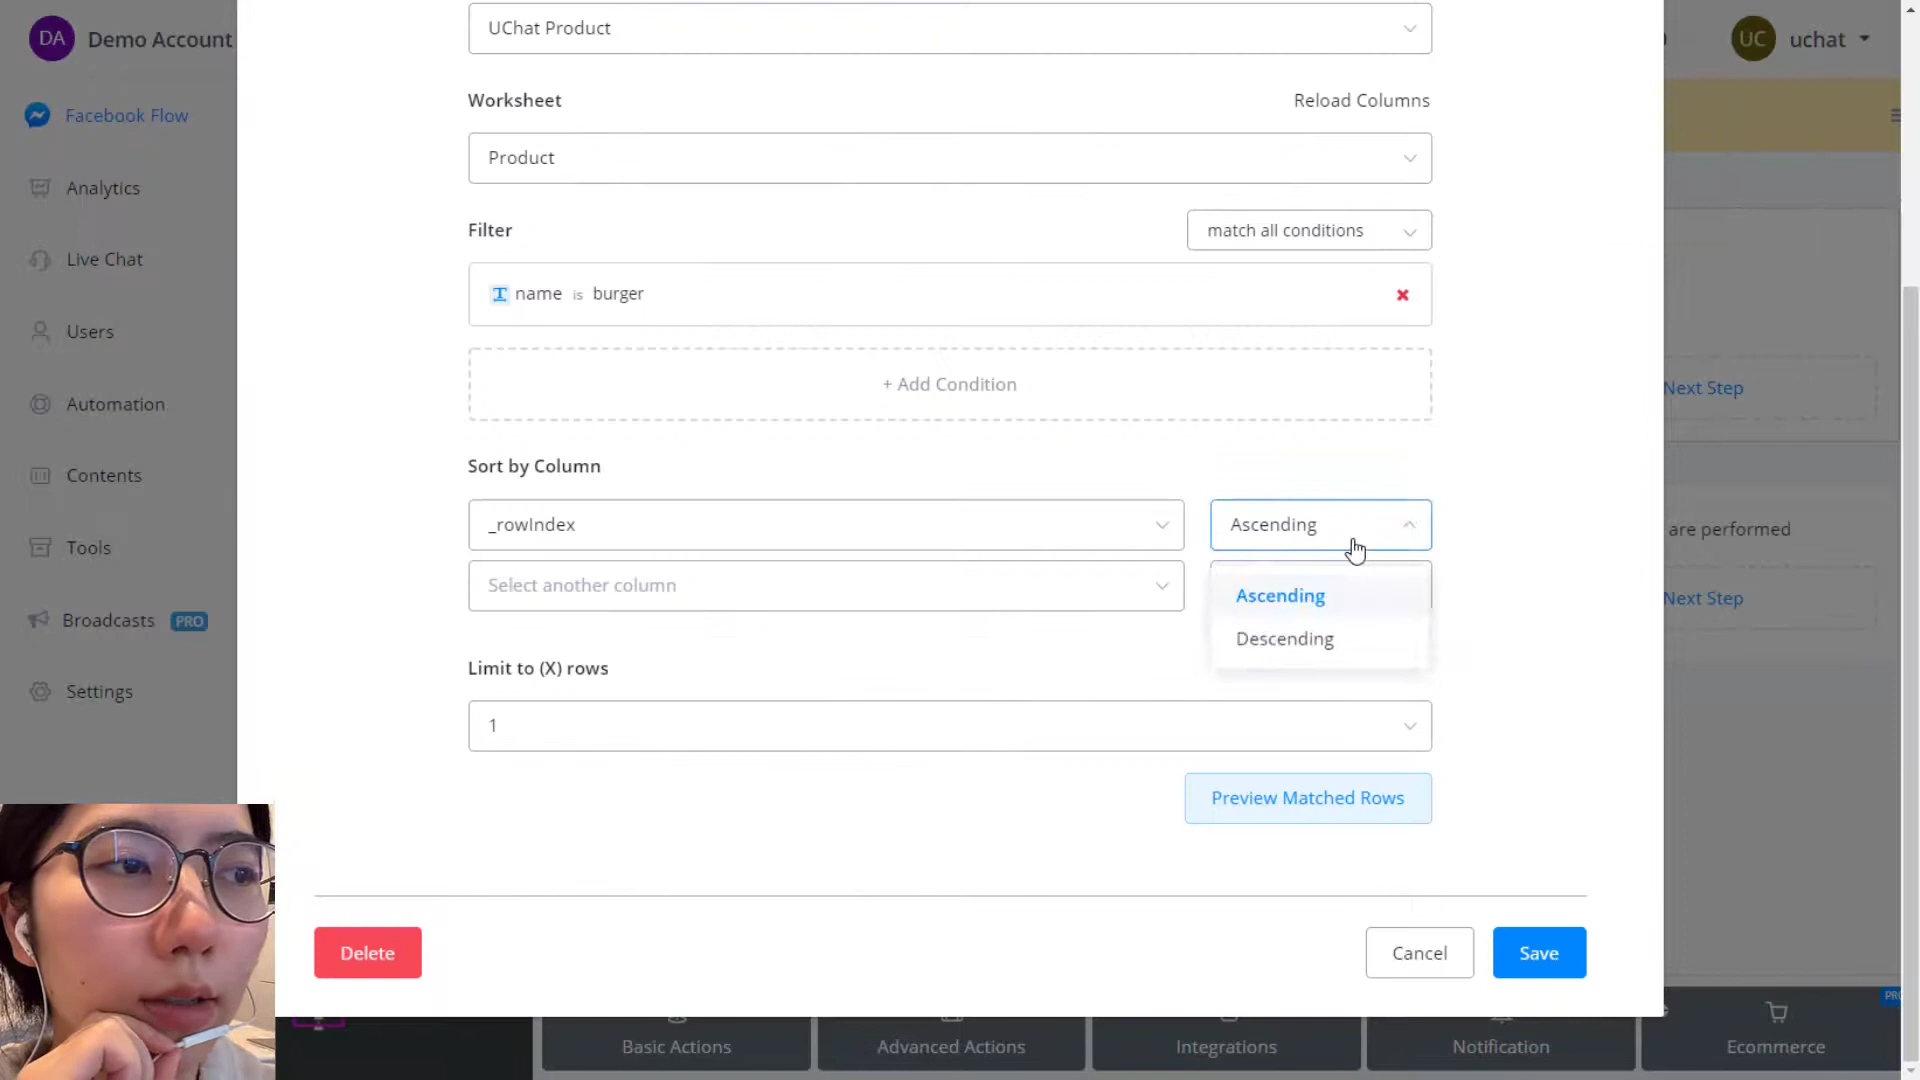 DA
Demo Account
UChat Product
UC
uchat
Facebook Flow
Worksheet
Reload Columns
Product
Analytics
Filter
match all conditions
Live Chat
name is burger
Users
+ Add Condition
Next Step
Automation
Sort by Column
Contents
_rowIndex
Ascending
are performed
Tools
Select another column
Ascending
Next Step
Broadcasts PRO
Descending
Limit to (X) rows
Settings
1
Preview Matched Rows
Delete
Cancel
Save
PRO
Basic Actions
Advanced Actions
Integrations
Notification
Ecommerce